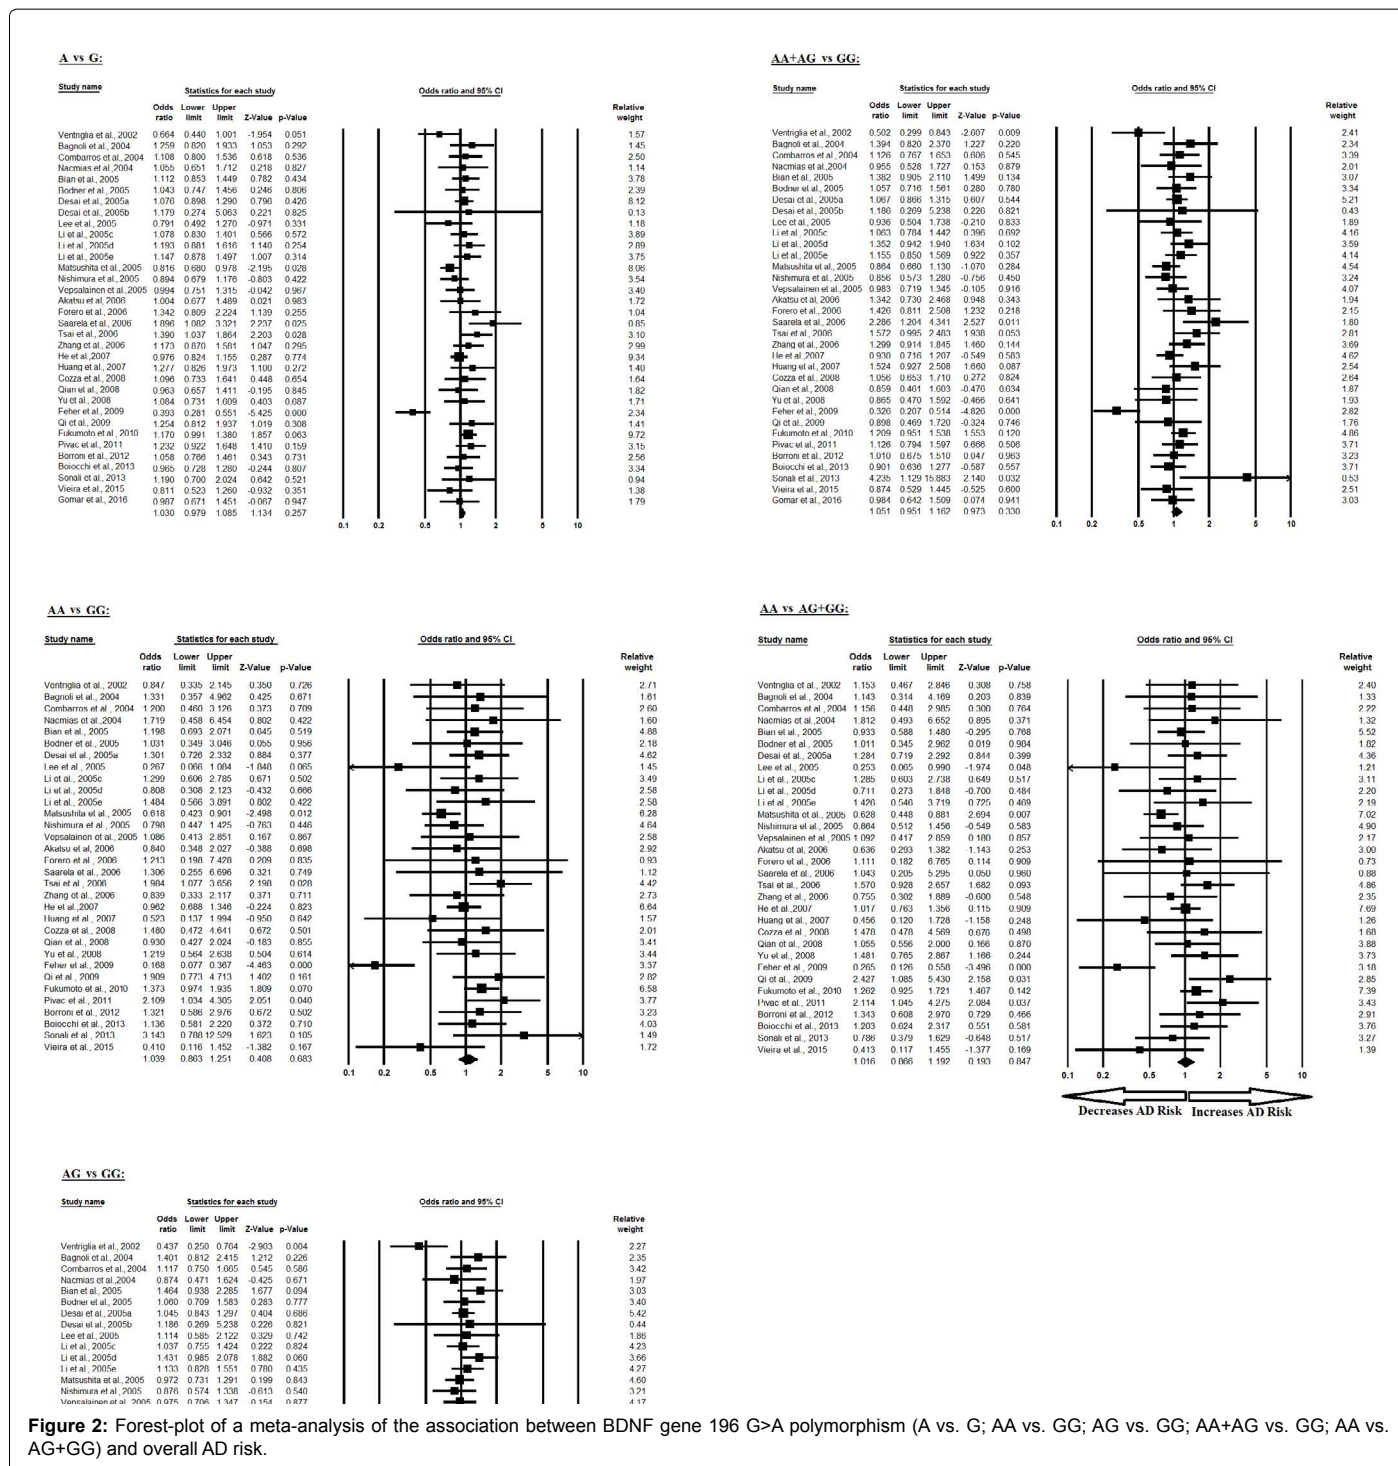 A vs G:
Study name Statistics for each study Odds ratio and 95% CI
Odds Lower Upper Relative
ratio limit limit Z-Value p-Value weight
Ventriglia et al., 2002 0.664 0.440 1.001 -1.954 0.051 1.57
Bagnoli et al., 2004 1.259 0.820 1.933 1.053 0.292 1.45
Combarros et al., 2004 1.108 0.800 1.536 0.618 0.536 2.50
Nacmias et al., 2004 1.055 0.651 1.712 0.218 0.827 1.14
Bian et al., 2005 1.112 0.853 1.449 0.782 0.434 3.78
Bodner et al., 2005 1.043 0.747 1.456 0.246 0.806 2.39
Desai et al., 2005a 1.076 0.898 1.290 0.796 0.426 8.12
Desai et al., 2005b 1.179 0.274 5.063 0.221 0.825 0.13
Lee et al., 2005 0.791 0.492 1.270 -0.971 0.331 1.18
Li et al., 2005c 1.078 0.830 1.401 0.566 0.572 3.89
Li et al., 2005d 1.193 0.881 1.616 1.140 0.254 2.89
Li et al., 2005e 1.147 0.878 1.497 1.007 0.314 3.75
Matsushita et al., 2005 0.816 0.680 0.978 -2.195 0.028 8.06
Nishimura et al., 2005 0.894 0.679 1.176 -0.803 0.422 3.54
Vepsalainen et al., 2005 0.994 0.751 1.315 -0.042 0.967 3.40
Akatsu et al., 2006 1.004 0.677 1.489 0.021 0.983 1.72
Forero et al., 2006 1.342 0.809 2.224 1.139 0.255 1.04
Saarela et al., 2006 1.896 1.082 3.321 2.237 0.025 0.85
Tsai et al., 2006 1.390 1.037 1.864 2.203 0.028 3.10
Zhang et al., 2006 1.173 0.870 1.581 1.047 0.295 2.99
He et al.,2007 0.976 0.824 1.155 0.287 0.774 9.34
Huang et al., 2007 1.277 0.826 1.973 1.100 0.272 1.40
Cozza et al., 2008 1.096 0.733 1.641 0.448 0.654 1.64
Qian et al., 2008 0.963 0.657 1.411 -0.195 0.845 1.82
Yu et al., 2008 1.084 0.731 1.609 0.403 0.687 1.71
Feher et al., 2009 0.393 0.281 0.551 -5.425 0.000 2.34
Qi et al., 2009 1.254 0.812 1.937 1.019 0.308 1.41
Fukumoto et al., 2010 1.170 0.991 1.380 1.857 0.063 9.72
Pivac et al., 2011 1.232 0.922 1.648 1.410 0.159 3.15
Borroni et al., 2012 1.058 0.766 1.461 0.343 0.731 2.56
Boiocchi et al., 2013 0.965 0.728 1.280 -0.244 0.807 3.34
Sonali et al., 2013 1.190 0.700 2.024 0.642 0.521 0.94
Vieira et al., 2015 0.811 0.523 1.260 -0.932 0.351 1.38
Gomar et al., 2016 0.987 0.671 1.451 -0.067 0.947 1.79
1.030 0.979 1.085 1.134 0.257
0.1 0.2 0.5 1 2 5 10
AA+AG vs GG:
Study name Statistics for each study Odds ratio and 95% CI
Odds Lower Upper Relative
ratio limit limit Z-Value p-Value weight
Ventriglia et al., 2002 0.502 0.299 0.843 -2.607 0.009 2.41
Bagnoli et al., 2004 1.394 0.820 2.370 1.227 0.220 2.34
Combarros et al., 2004 1.126 0.767 1.653 0.606 0.545 3.39
Nacmias et al.,2004 0.955 0.528 1.727 0.153 0.879 2.01
Bian et al., 2005 1.382 0.905 2.110 1.499 0.134 3.07
Bodner et al., 2005 1.057 0.716 1.561 0.280 0.780 3.34
Desai et al., 2005a 1.067 0.866 1.315 0.607 0.544 5.21
Desai et al., 2005b 1.186 0.269 5.238 0.226 0.821 0.43
Lee et al., 2005 0.936 0.504 1.738 -0.210 0.833 1.89
Li et al., 2005c 1.063 0.784 1.442 0.396 0.692 4.16
Li et al., 2005d 1.352 0.942 1.940 1.634 0.102 3.59
Li et al., 2005e 1.155 0.850 1.569 0.922 0.357 4.14
Matsushita et al., 2005 0.864 0.660 1.130 -1.070 0.284 4.54
Nishimura et al., 2005 0.856 0.573 1.280 -0.756 0.450 3.24
Vepsalainen et al., 2005 0.983 0.719 1.345 -0.105 0.916 4.07
Akatsu et al., 2006 1.342 0.730 2.468 0.948 0.343 1.94
Forero et al., 2006 1.426 0.811 2.508 1.232 0.218 2.15
Saarela et al., 2006 2.286 1.204 4.341 2.527 0.011 1.80
Tsai et al., 2006 1.572 0.995 2.483 1.938 0.053 2.81
Zhang et al., 2006 1.299 0.914 1.845 1.460 0.144 3.69
He et al.,2007 0.930 0.716 1.207 -0.549 0.583 4.62
Huang et al., 2007 1.524 0.927 2.508 1.660 0.087 2.54
Cozza et al., 2008 1.056 0.653 1.710 0.272 0.824 2.64
Qian et al., 2008 0.859 0.461 1.603 -0.476 0.634 1.87
Yu et al., 2008 0.865 0.470 1.592 -0.466 0.641 1.93
Feher et al., 2009 0.326 0.207 0.514 -4.826 0.000 2.82
Qi et al., 2009 0.898 0.469 1.720 -0.324 0.746 1.76
Fukumoto et al., 2010 1.209 0.951 1.538 1.553 0.120 4.86
Pivac et al., 2011 1.126 0.794 1.597 0.666 0.506 3.71
Borroni et al., 2012 1.010 0.675 1.510 0.047 0.963 3.23
Boiocchi et al., 2013 0.901 0.636 1.277 -0.587 0.557 3.71
Sonali et al., 2013 4.235 1.129 15.883 2.140 0.032 0.53
Vieira et al., 2015 0.874 0.529 1.445 -0.525 0.600 2.51
Gomar et al., 2016 0.984 0.642 1.509 0.074 0.941 3.03
1.051 0.951 1.162 0.973 0.330
0.1 0.2 0.5 1 2 5 10
AA vs GG:
Study name Statistics for each study Odds ratio and 95% CI
Odds Lower Upper Relative
ratio limit limit Z-Value p-Value weight
Ventriglia et al., 2002 0.847 0.335 2.145 -0.350 0.726 2.71
Bagnoli et al., 2004 1.331 0.357 4.962 0.425 0.671 1.61
Combarros et al., 2004 1.200 0.460 3.126 0.373 0.709 2.60
Nacmias et al.,2004 1.719 0.458 6.454 0.802 0.422 1.60
Bian et al., 2005 1.198 0.693 2.071 0.645 0.519 4.88
Bodner et al., 2005 1.031 0.349 3.046 0.055 0.956 2.18
Desai et al., 2005a 1.301 0.726 2.332 0.884 0.377 4.62
Lee et al., 2005 0.267 0.066 1.084 -1.848 0.065 1.45
Li et al., 2005c 1.299 0.606 2.785 0.671 0.502 3.49
Li et al., 2005d 0.808 0.308 2.123 -0.432 0.666 2.58
Li et al., 2005e 1.484 0.566 3.891 0.802 0.422 2.58
Matsushita et al., 2005 0.618 0.423 0.901 -2.498 0.012 6.28
Nishimura et al., 2005 0.798 0.447 1.425 -0.763 0.446 4.64
Vepsalainen et al., 2005 1.086 0.413 2.851 0.167 0.867 2.58
Akatsu et al., 2006 0.840 0.348 2.027 -0.388 0.698 2.92
Forero et al., 2006 1.213 0.198 7.428 0.209 0.835 0.93
Saarela et al., 2006 1.306 0.255 6.696 0.321 0.749 1.12
Tsai et al., 2006 1.984 1.077 3.656 2.198 0.028 4.42
Zhang et al., 2006 0.839 0.333 2.117 -0.371 0.711 2.73
He et al.,2007 0.962 0.688 1.346 -0.224 0.823 6.64
Huang et al., 2007 0.523 0.137 1.994 -0.950 0.642 1.57
Cozza et al., 2008 1.480 0.472 4.641 0.672 0.501 2.01
Qian et al., 2008 0.930 0.427 2.024 -0.183 0.855 3.41
Yu et al., 2008 1.219 0.564 2.638 0.504 0.614 3.44
Feher et al., 2009 0.168 0.077 0.367 -4.463 0.000 3.37
Qi et al., 2009 1.909 0.773 4.713 1.402 0.161 2.82
Fukumoto et al., 2010 1.373 0.974 1.935 1.809 0.070 6.58
Pivac et al., 2011 2.109 1.034 4.305 2.051 0.040 3.77
Borroni et al., 2012 1.321 0.586 2.976 0.672 0.502 3.23
Boiocchi et al., 2013 1.136 0.581 2.220 0.372 0.710 4.03
Sonali et al., 2013 3.143 0.788 12.529 1.623 0.105 1.49
Vieira et al., 2015 0.410 0.116 1.452 -1.382 0.167 1.72
1.039 0.863 1.251 0.408 0.683
0.1 0.2 0.5 1 2 5 10
AA vs AG+GG:
Study name Statistics for each study Odds ratio and 95% CI
Odds Lower Upper Relative
ratio limit limit Z-Value p-Value weight
Ventriglia et al., 2002 1.153 0.467 2.846 0.308 0.758 2.40
Bagnoli et al., 2004 1.143 0.314 4.169 0.203 0.839 1.33
Combarros et al., 2004 1.156 0.448 2.985 0.300 0.764 2.22
Nacmias et al.,2004 1.812 0.493 6.652 0.895 0.371 1.32
Bian et al., 2005 0.933 0.588 1.480 -0.295 0.768 5.52
Bodner et al., 2005 1.011 0.345 2.962 0.019 0.984 1.82
Desai et al., 2005a 1.284 0.719 2.292 0.844 0.399 4.36
Lee et al., 2005 0.253 0.065 0.990 -1.974 0.048 1.21
Li et al., 2005c 1.285 0.603 2.738 0.649 0.517 3.11
Li et al., 2005d 0.711 0.273 1.848 -0.700 0.484 2.20
Li et al., 2005e 1.426 0.546 3.719 0.725 0.469 2.19
Matsushita et al., 2005 0.628 0.448 0.881 2.694 0.007 7.02
Nishimura et al., 2005 0.864 0.512 1.456 -0.549 0.583 4.90
Vepsalainen et al., 2005 1.092 0.417 2.859 0.180 0.857 2.17
Akatsu et al., 2006 0.636 0.293 1.382 -1.143 0.253 3.00
Forero et al., 2006 1.111 0.182 6.765 0.114 0.909 0.73
Saarela et al., 2006 1.043 0.205 5.295 0.050 0.960 0.88
Tsai et al., 2006 1.570 0.928 2.657 1.682 0.093 4.86
Zhang et al., 2006 0.755 0.302 1.889 -0.600 0.548 2.35
He et al.,2007 1.017 0.763 1.356 0.115 0.909 7.69
Huang et al., 2007 0.456 0.120 1.728 -1.158 0.248 1.26
Cozza et al., 2008 1.478 0.478 4.569 0.676 0.498 1.68
Qian et al., 2008 1.055 0.556 2.000 0.166 0.870 3.88
Yu et al., 2008 1.481 0.765 2.867 1.166 0.244 3.73
Feher et al., 2009 0.265 0.126 0.558 -3.496 0.000 3.18
Qi et al., 2009 2.427 1.085 5.430 2.158 0.031 2.85
Fukumoto et al., 2010 1.262 0.925 1.721 1.467 0.142 7.39
Pivac et al., 2011 2.114 1.045 4.275 2.084 0.037 3.43
Borroni et al., 2012 1.343 0.608 2.970 0.729 0.466 2.91
Boiocchi et al., 2013 1.203 0.624 2.317 0.551 0.581 3.76
Sonali et al., 2013 0.786 0.379 1.629 -0.648 0.517 3.27
Vieira et al., 2015 0.413 0.117 1.455 -1.377 0.169 1.39
1.016 0.866 1.192 0.193 0.847
0.1 0.2 0.5 1 2 5 10
Decreases AD Risk Increases AD Risk
AG vs GG:
Study name Statistics for each study Odds ratio and 95% CI
Odds Lower Upper Relative
ratio limit limit Z-Value p-Value weight
Ventriglia et al., 2002 0.437 0.250 0.764 -2.903 0.004 2.27
Bagnoli et al., 2004 1.401 0.812 2.415 1.212 0.226 2.35
Combarros et al., 2004 1.117 0.750 1.665 0.545 0.586 3.42
Nacmias et al.,2004 0.874 0.471 1.624 -0.425 0.671 1.97
Bian et al., 2005 1.464 0.938 2.285 1.677 0.094 3.03
Bodner et al., 2005 1.060 0.709 1.583 0.283 0.777 3.40
Desai et al., 2005a 1.045 0.843 1.297 0.404 0.686 5.42
Desai et al., 2005b 1.186 0.269 5.238 0.226 0.821 0.44
Lee et al., 2005 1.114 0.585 2.122 0.329 0.742 1.86
Li et al., 2005c 1.037 0.755 1.424 0.222 0.824 4.23
Li et al., 2005d 1.431 0.985 2.078 1.882 0.060 3.66
Li et al., 2005e 1.133 0.828 1.551 0.780 0.435 4.27
Matsushita et al., 2005 0.972 0.731 1.291 0.199 0.843 4.60
Nishimura et al., 2005 0.876 0.574 1.338 -0.613 0.540 3.21
Vepsalainen et al., 2005 0.975 0.706 1.347 0.154 0.877 4.17
Figure 2: Forest-plot of a meta-analysis of the association between BDNF gene 196 G>A polymorphism (A vs. G; AA vs. GG; AG vs. GG; AA+AG vs. GG; AA vs.
AG+GG) and overall AD risk.